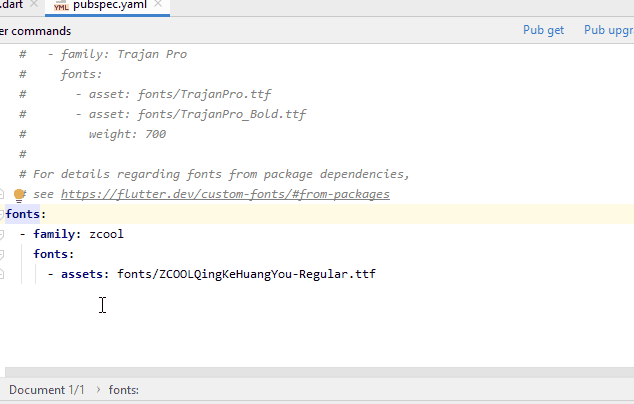 .dart × YML pubspec.yaml ×
er commands Pub get Pub upgr
#   - family: Trajan Pro
#     fonts:
#       - asset: fonts/TrajanPro.ttf
#       - asset: fonts/TrajanPro_Bold.ttf
#         weight: 700
#
# For details regarding fonts from package dependencies,
# see https://flutter.dev/custom-fonts/#from-packages
fonts:
  - family: zcool
    fonts:
      - assets: fonts/ZCOOLQingKeHuangYou-Regular.ttf
Document 1/1 › fonts: